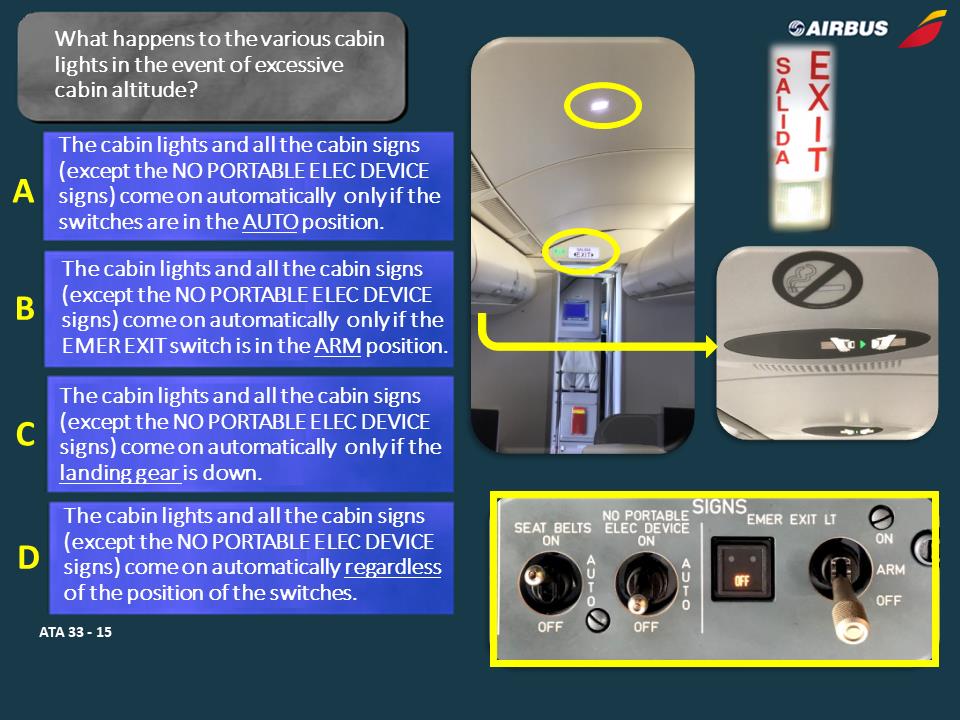 What happens to the various cabin
lights in the event of excessive
cabin altitude?
A
The cabin lights and all the cabin signs
(except the NO PORTABLE ELEC DEVICE
signs) come on automatically only if the
switches are in the AUTO position.
B
The cabin lights and all the cabin signs
(except the NO PORTABLE ELEC DEVICE
signs) come on automatically only if the
EMER EXIT switch is in the ARM position.
C
The cabin lights and all the cabin signs
(except the NO PORTABLE ELEC DEVICE
signs) come on automatically only if the
landing gear is down.
D
The cabin lights and all the cabin signs
(except the NO PORTABLE ELEC DEVICE
signs) come on automatically regardless
of the position of the switches.
ATA 33 - 15
AIRBUS
SALIDA
EXIT
SALIDA
EXIT
SIGNS
SEAT BELTS
ON
AUTO
OFF
NO PORTABLE
ELEC DEVICE
ON
AUTO
OFF
EMER EXIT LT
OFF
ON
ARM
OFF